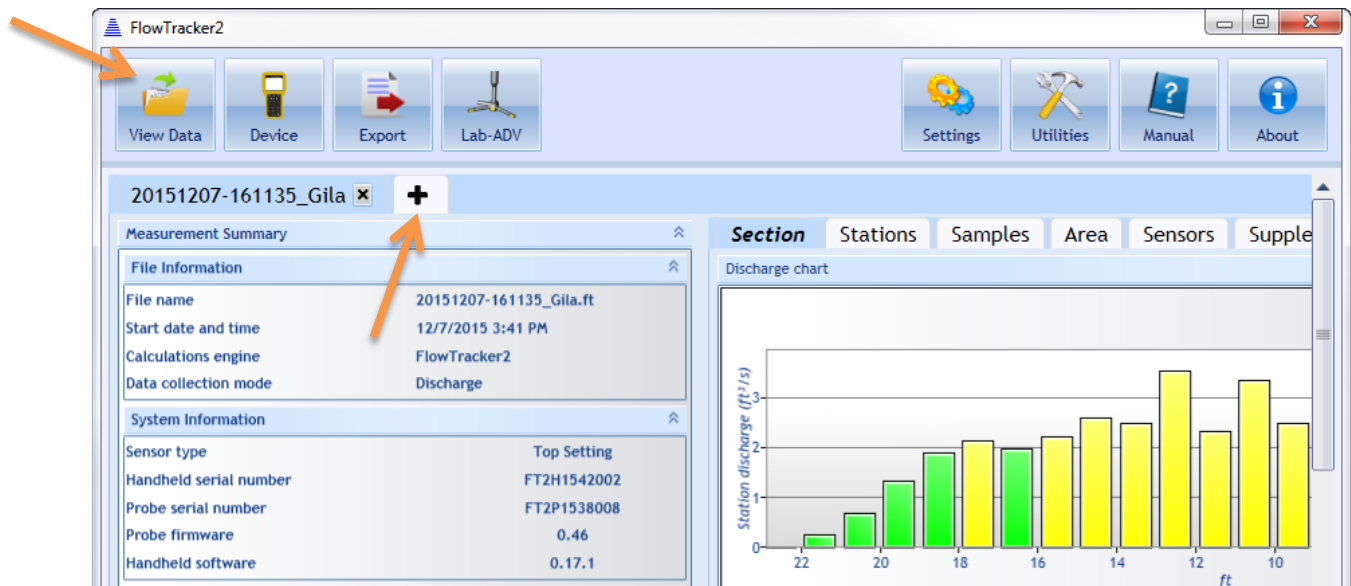 FlowTracker2
View Data Device Export Lab-ADV Settings Utilities Manual About
20151207-161135_Gila
Measurement Summary
File Information
File name 20151207-161135_Gila.ft
Start date and time 12/7/2015 3:41 PM
Calculations engine FlowTracker2
Data collection mode Discharge
System Information
Sensor type Top Setting
Handheld serial number FT2H1542002
Probe serial number FT2P1538008
Probe firmware 0.46
Handheld software 0.17.1
Section Stations Samples Area Sensors Supple
Discharge chart
Station discharge (ft³/s)
3
2
1
0
22 20 18 16 14 12 10
ft